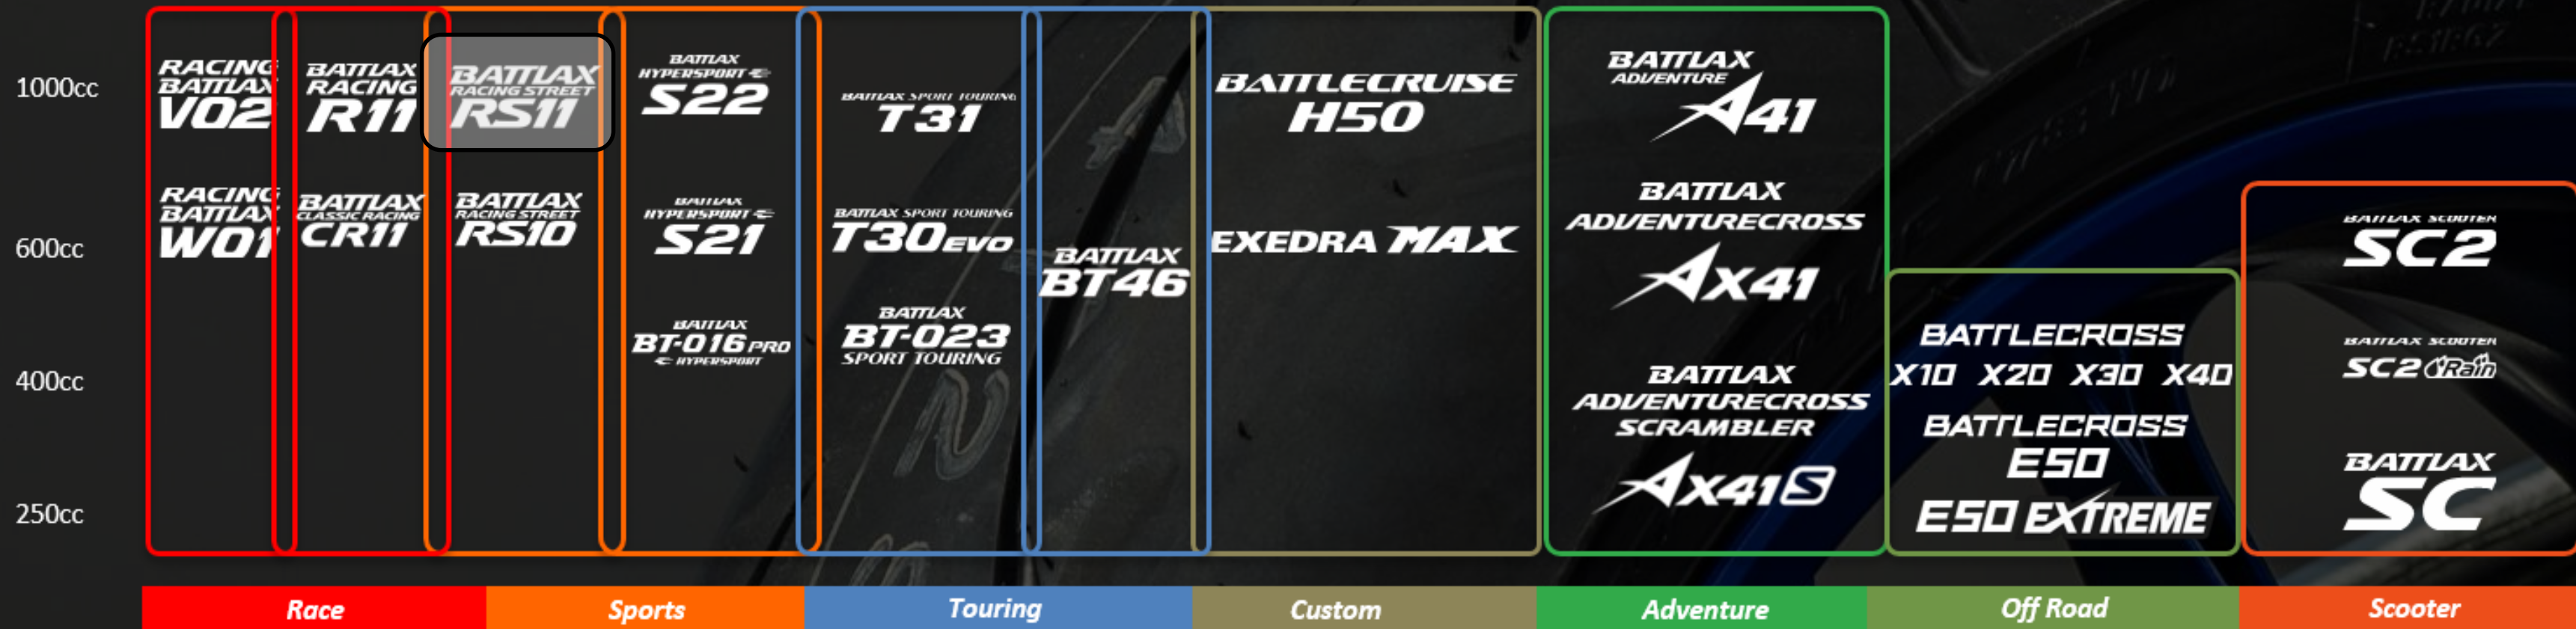 1000cc
600cc
400cc
250cc
RACING
BATTLAX
V02
RACING
BATTLAX
W01
BATTLAX
RACING
R11
BATTLAX
CLASSIC RACING
CR11
BATTLAX
RACING STREET
RS11
BATTLAX
RACING STREET
RS10
BATTLAX
HYPERSPORT
S22
BATTLAX
HYPERSPORT
S21
BATTLAX
BT-016 PRO
HYPERSPORT
BATTLAX SPORT TOURING
T31
BATTLAX SPORT TOURING
T30 EVO
BATTLAX
BT-023
SPORT TOURING
BATTLAX
BT46
BATTLECRUISE
H50
EXEDRA MAX
BATTLAX
ADVENTURE
A41
BATTLAX
ADVENTURECROSS
AX41
BATTLAX
ADVENTURECROSS
SCRAMBLER
AX41S
BATTLECROSS
X10 X20 X30 X40
BATTLECROSS
E50
E50 EXTREME
BATTLAX SCOOTER
SC2
BATTLAX SCOOTER
SC2 Rain
BATTLAX
SC
Race
Sports
Touring
Custom
Adventure
Off Road
Scooter